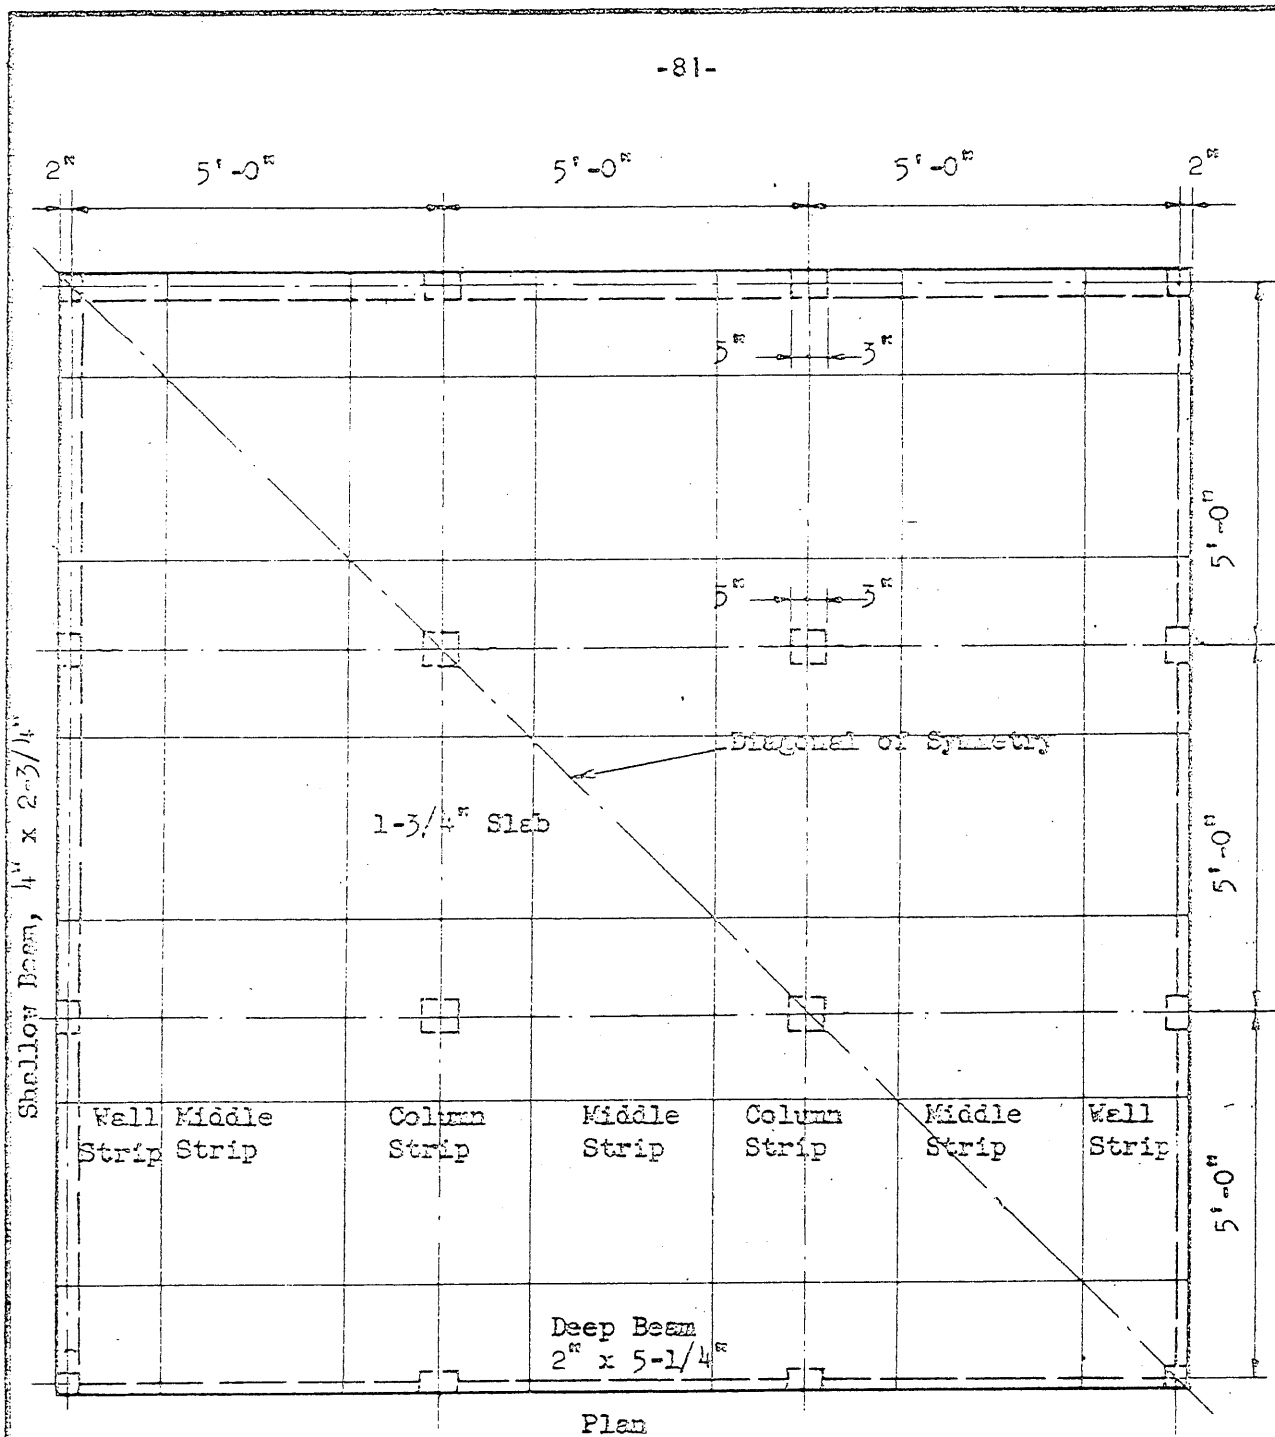 -81-
2" 5'-0" 5'-0" 5'-0" 2"
3" 3"
5'-0"
3" 3"
Diagonal of Symmetry
1-3/4" Slab
Shallow Beam, 4" x 2-3/4"
5'-0"
Wall Strip
Middle Strip
Column Strip
Middle Strip
Column Strip
Middle Strip
Wall Strip
5'-0"
Deep Beam
2" x 5-1/4"
Plan